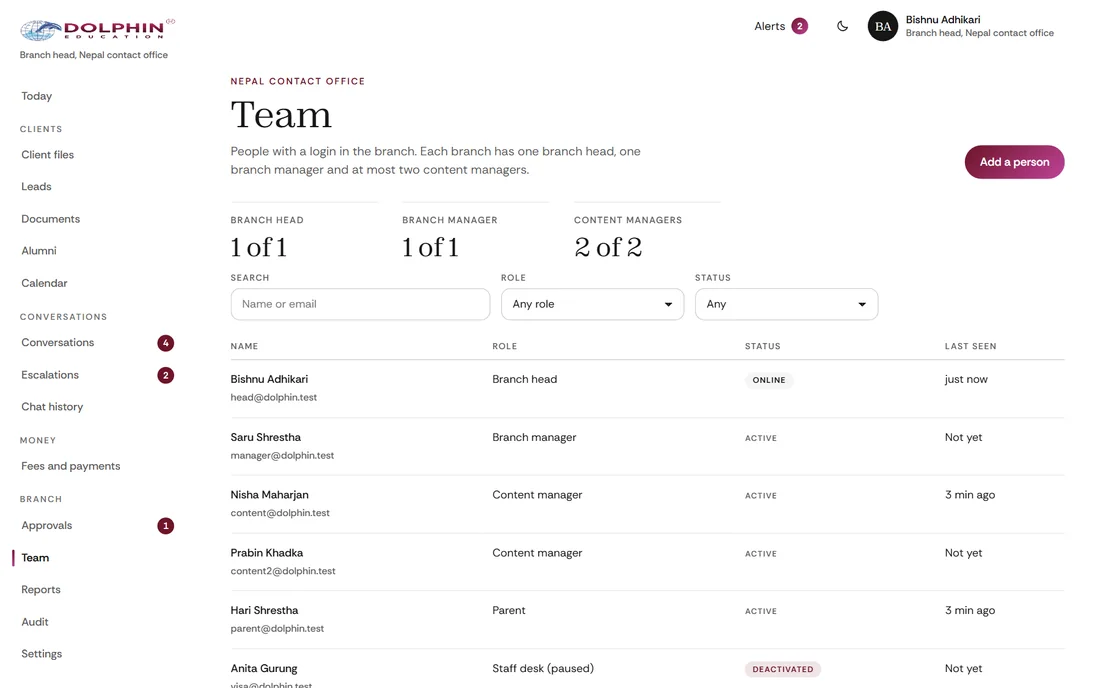 DOLPHIN
EDUCATION
Branch head, Nepal contact office
Today
CLIENTS
Client files
Leads
Documents
Alumni
Calendar
CONVERSATIONS
Conversations 4
Escalations 2
Chat history
MONEY
Fees and payments
BRANCH
Approvals 1
Team
Reports
Audit
Settings
Alerts 2
BA
Bishnu Adhikari
Branch head, Nepal contact office
NEPAL CONTACT OFFICE
Team
People with a login in the branch. Each branch has one branch head, one
branch manager and at most two content managers.
Add a person
BRANCH HEAD BRANCH MANAGER CONTENT MANAGERS
1 of 1 1 of 1 2 of 2
SEARCH ROLE STATUS
Name or email Any role Any
NAME ROLE STATUS LAST SEEN
Bishnu Adhikari Branch head ONLINE just now
head@dolphin.test
Saru Shrestha Branch manager ACTIVE Not yet
manager@dolphin.test
Nisha Maharjan Content manager ACTIVE 3 min ago
content@dolphin.test
Prabin Khadka Content manager ACTIVE Not yet
content2@dolphin.test
Hari Shrestha Parent ACTIVE 3 min ago
parent@dolphin.test
Anita Gurung Staff desk (paused) DEACTIVATED Not yet
visa@dolphin.test